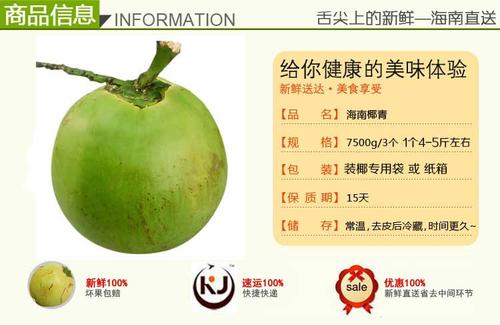 商品信息 INFORMATION 舌尖上的新鲜—海南直送
给你健康的美味体验
新鲜送达·美食享受
【品 名】 海南椰青
【规 格】 7500g/3个 1个4-5斤左右
【包 装】 装椰专用袋 或 纸箱
【保 质 期】 15天
【储 存】 常温,去皮后冷藏,时间更久~
新鲜100% 速运100% 优惠100%
坏果包赔 快捷快递 新鲜直送省去中间环节
KJ
sale